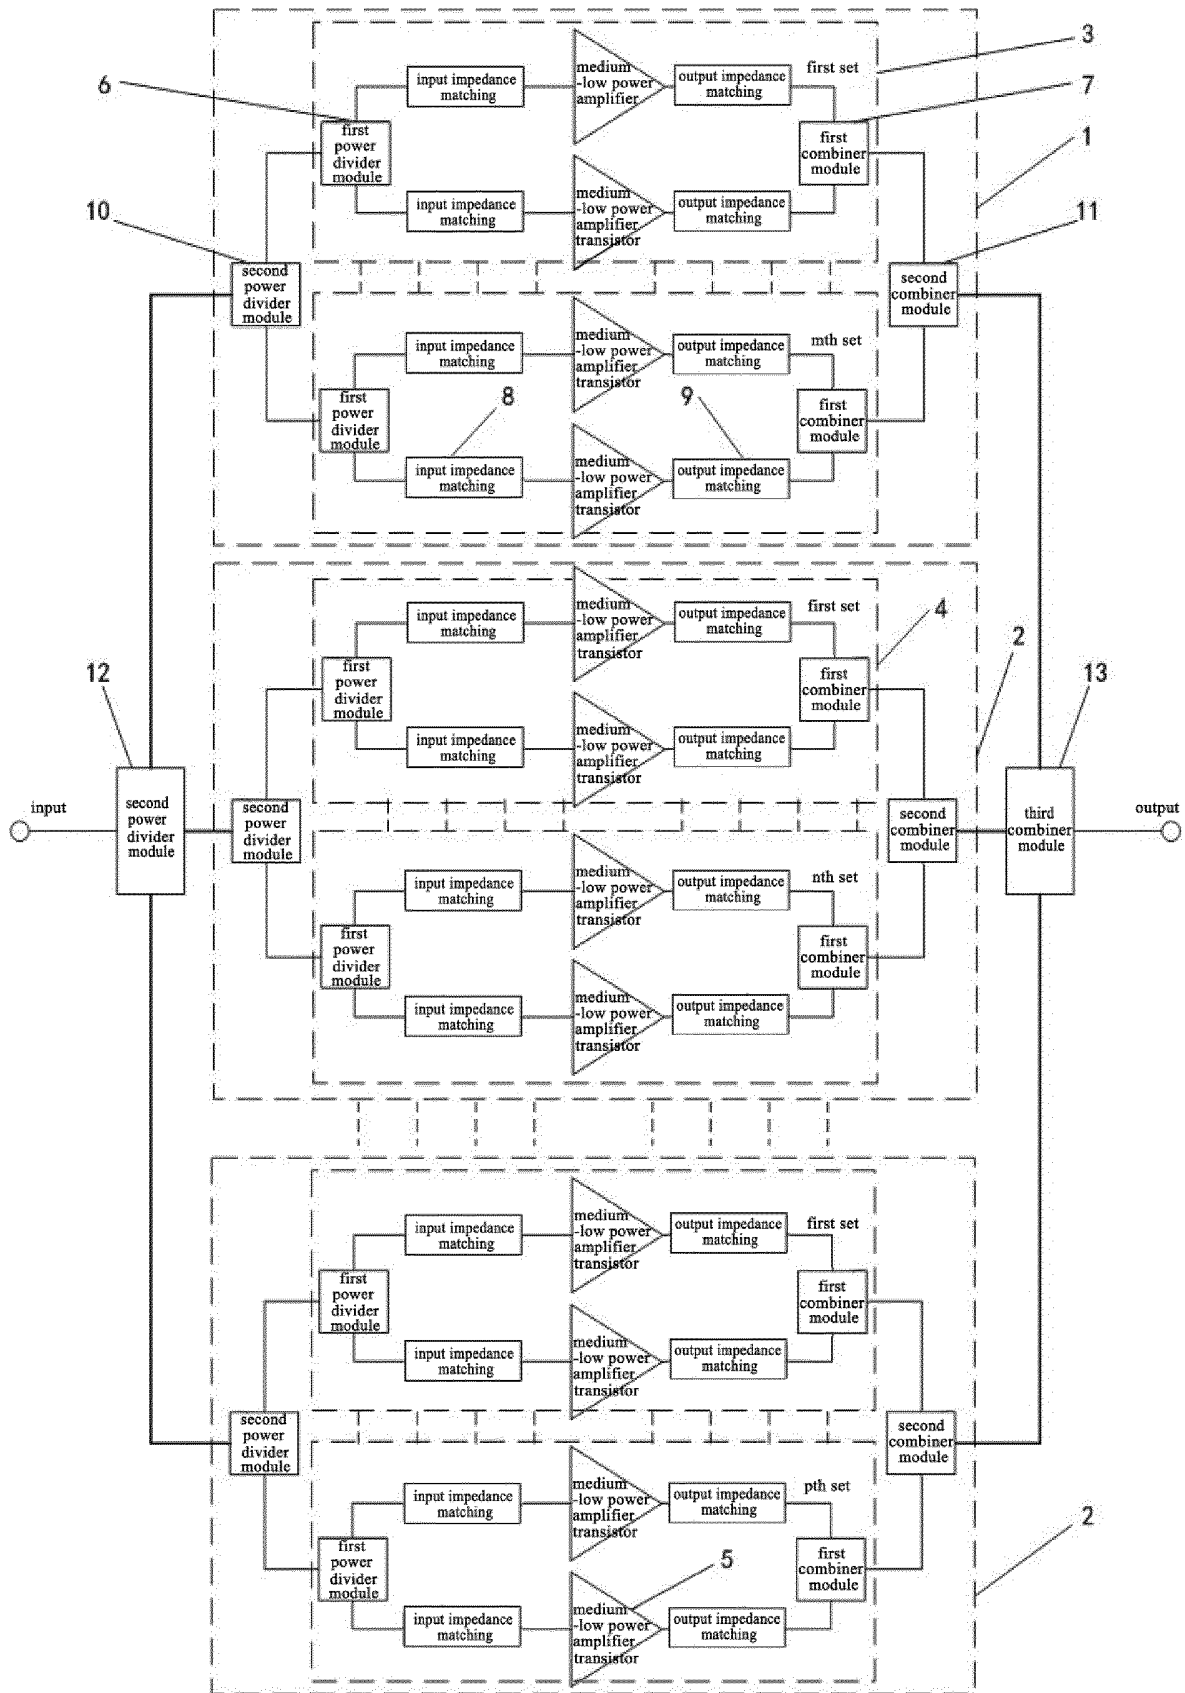 3
6
7
1
10
11
input impedance
matching
medium
-low power
amplifier
output impedance
matching
first set
first
power
divider
module
first
combiner
module
input impedance
matching
medium
-low power
amplifier
transistor
output impedance
matching
second
power
divider
module
second
combiner
module
input impedance
matching
medium
-low power
amplifier
transistor
output impedance
matching
mth set
8
9
first
power
divider
module
first
combiner
module
input impedance
matching
medium
-low power
amplifier
transistor
output impedance
matching
input impedance
matching
medium
-low power
amplifier
transistor
output impedance
matching
first set
4
2
12
13
first
power
divider
module
first
combiner
module
input impedance
matching
medium
-low power
amplifier
transistor
output impedance
matching
input
second
power
divider
module
second
power
divider
module
second
combiner
module
third
combiner
module
output
input impedance
matching
medium
-low power
amplifier
transistor
output impedance
matching
nth set
first
power
divider
module
first
combiner
module
input impedance
matching
medium
-low power
amplifier
transistor
output impedance
matching
input impedance
matching
medium
-low power
amplifier
transistor
output impedance
matching
first set
first
power
divider
module
first
combiner
module
input impedance
matching
medium
-low power
amplifier
transistor
output impedance
matching
second
power
divider
module
second
combiner
module
input impedance
matching
medium
-low power
amplifier
transistor
output impedance
matching
pth set
2
first
power
divider
module
5
first
combiner
module
input impedance
matching
medium
-low power
amplifier
transistor
output impedance
matching